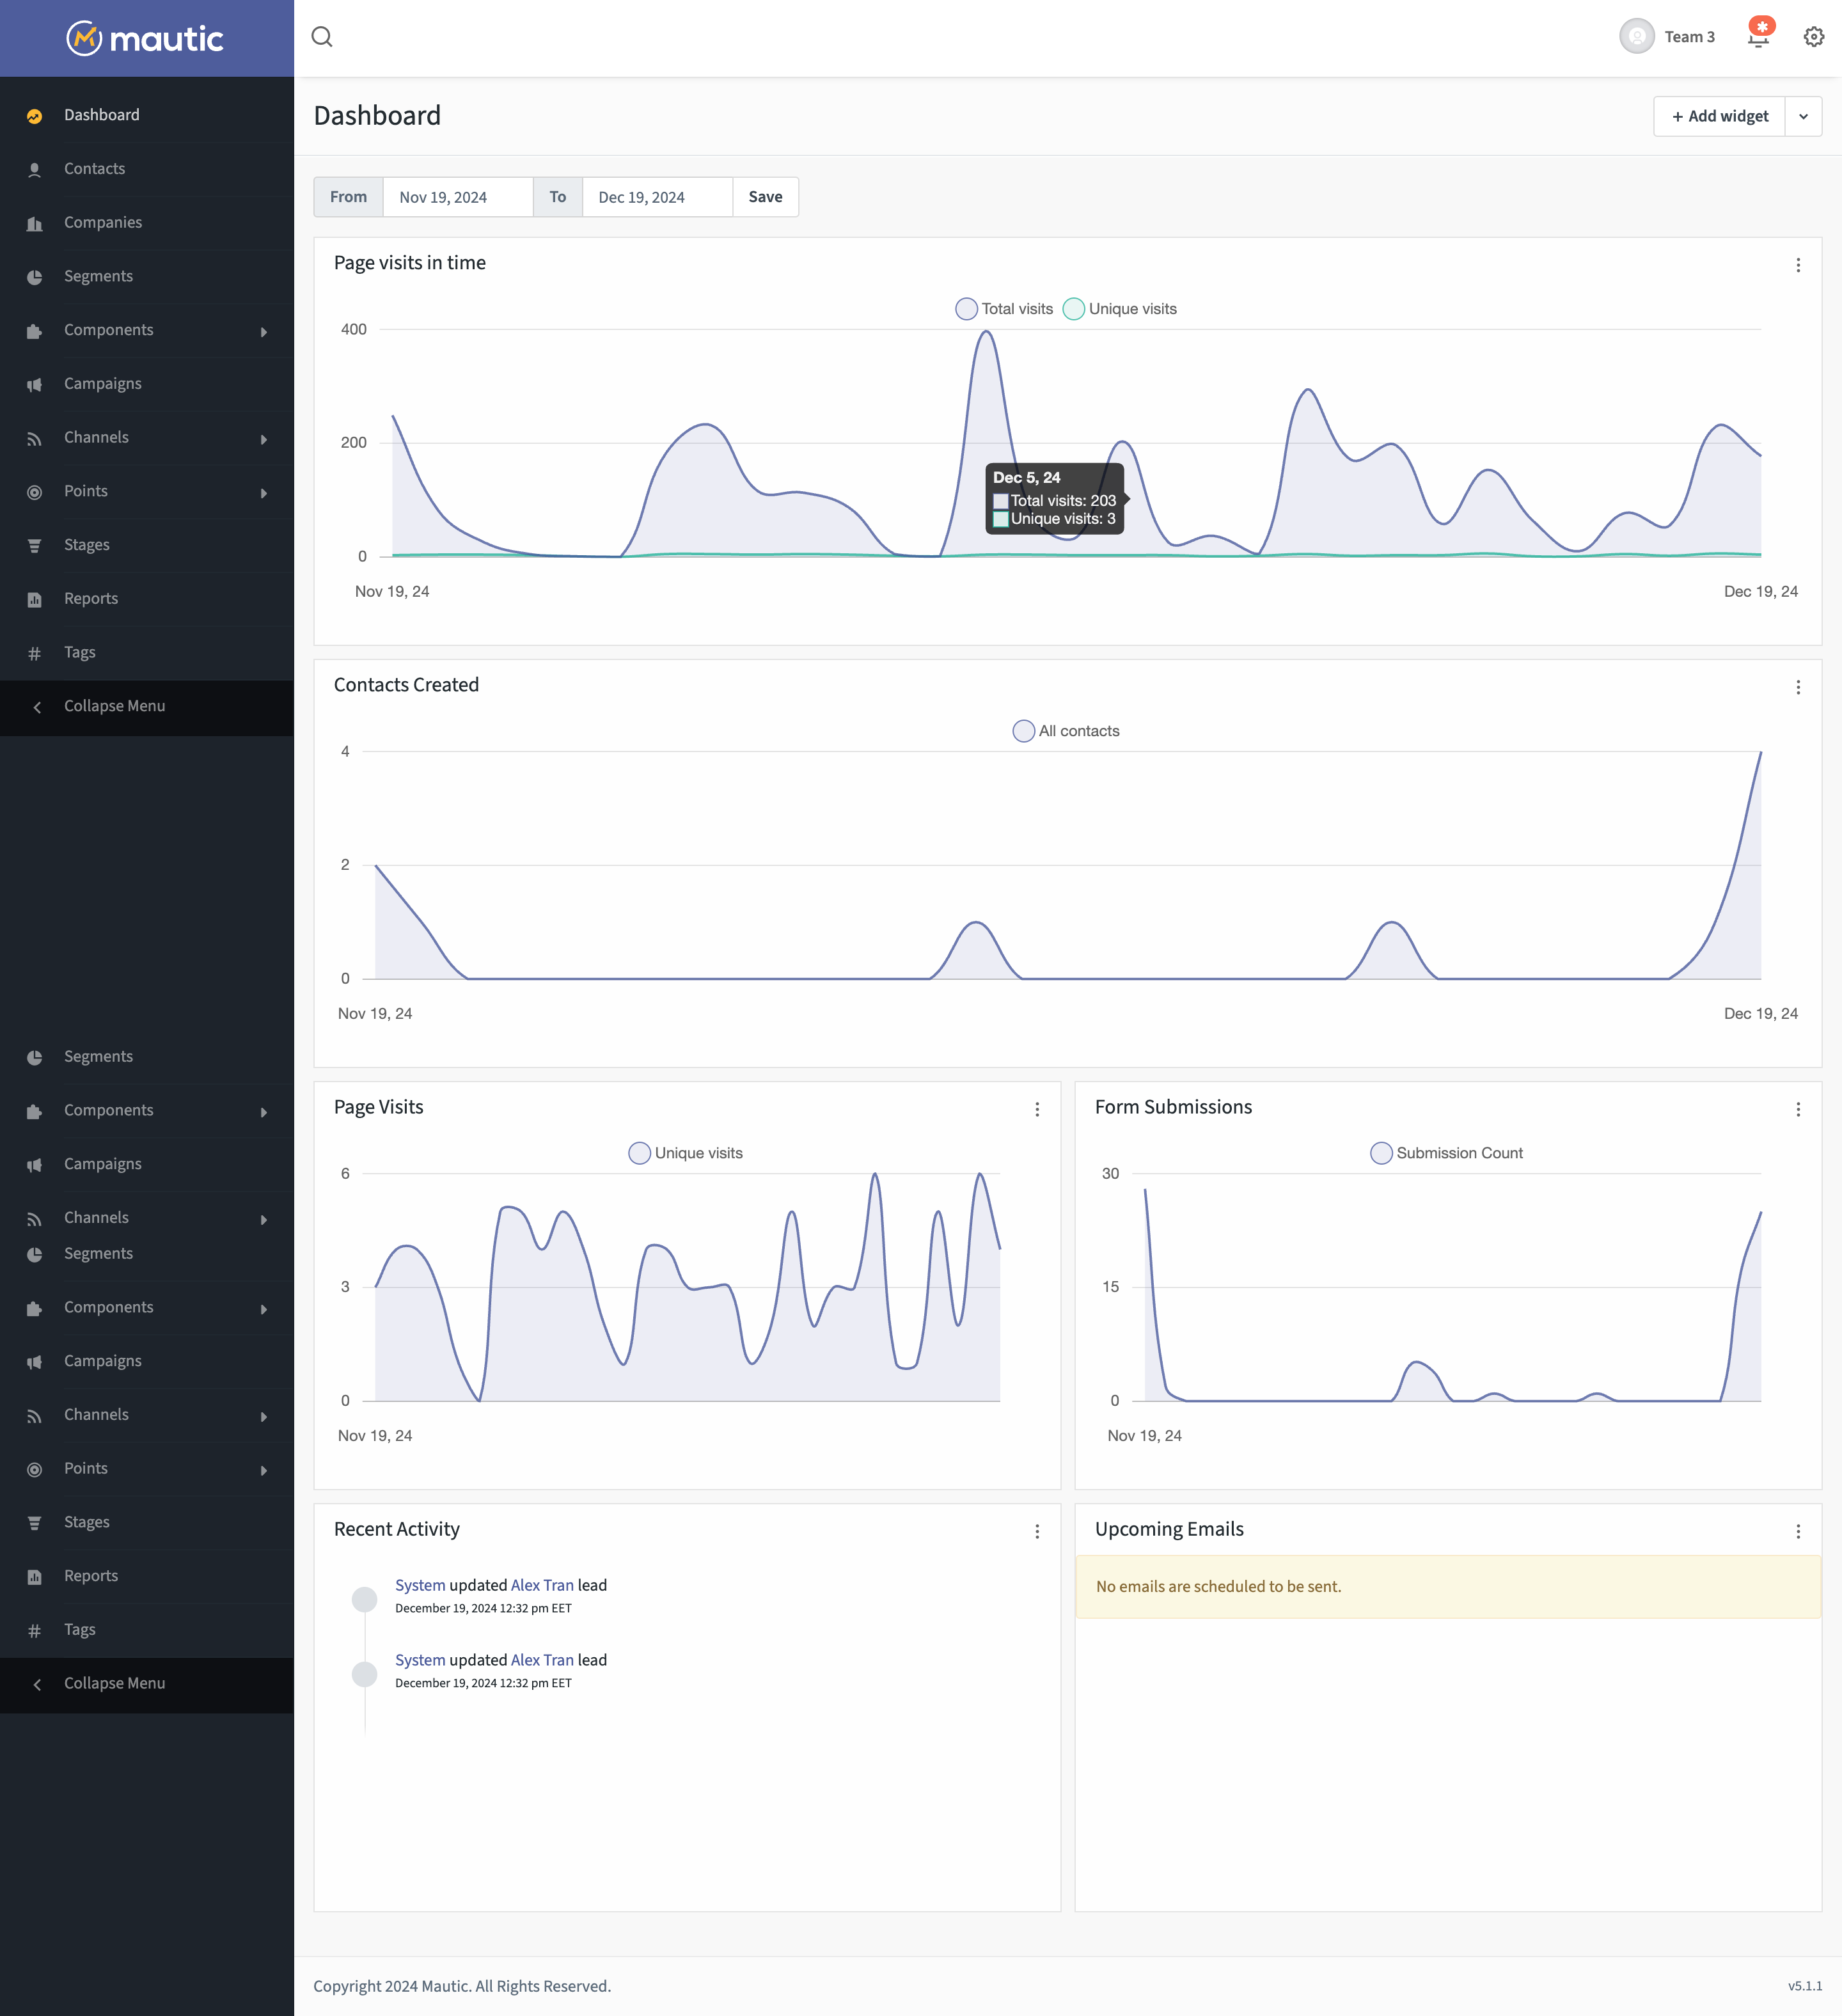 mautic
Team 3
Dashboard
Contacts
Companies
Segments
Components
Campaigns
Channels
Points
Stages
Reports
Tags
Collapse Menu
Segments
Components
Campaigns
Channels
Segments
Components
Campaigns
Channels
Points
Stages
Reports
Tags
Collapse Menu
Dashboard
+ Add widget
From Nov 19, 2024 To Dec 19, 2024 Save
Page visits in time
Total visits Unique visits
400
200
0
Dec 5, 24
Total visits: 203
Unique visits: 3
Nov 19, 24 Dec 19, 24
Contacts Created
All contacts
4
2
0
Nov 19, 24 Dec 19, 24
Page Visits
Unique visits
6
3
0
Nov 19, 24
Form Submissions
Submission Count
30
15
0
Nov 19, 24
Recent Activity
System updated Alex Tran lead
December 19, 2024 12:32 pm EET
System updated Alex Tran lead
December 19, 2024 12:32 pm EET
Upcoming Emails
No emails are scheduled to be sent.
Copyright 2024 Mautic. All Rights Reserved. v5.1.1